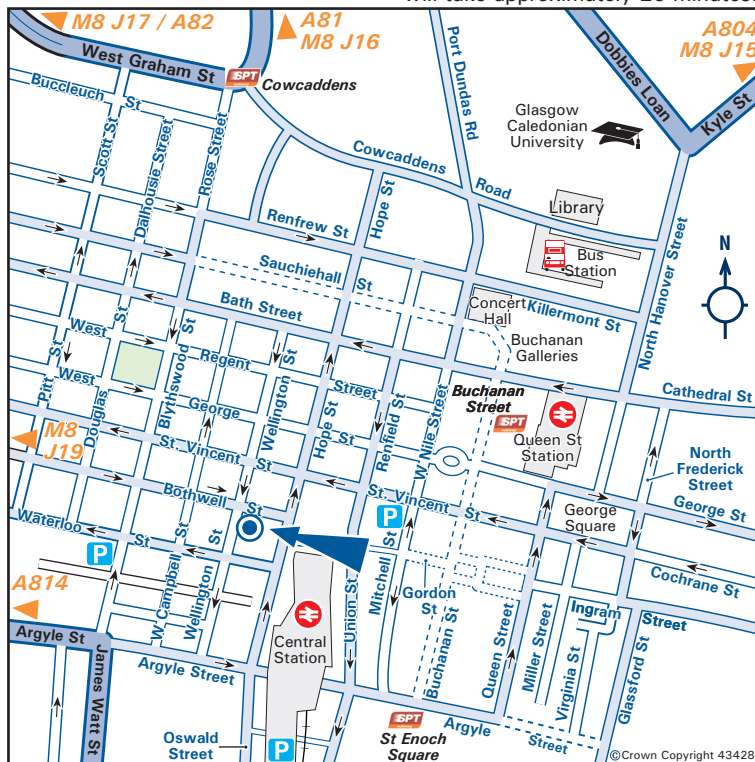 M8 J17 / A82
A81
M8 J16
A804
M8 J15
West Graham St
SPT
Cowcaddens
Port Dundas Rd
Dobbies Loan
Kyle St
Buccleuch St
Scott St
Dalhousie Street
Rose Street
Glasgow
Caledonian
University
Cowcaddens Road
Hope St
Library
Renfrew St
Bus
Station
North Hanover Street
N
Sauchiehall St
Concert
Hall
Killermont St
Bath Street
Buchanan
Galleries
West Regent Street
Pitt St
Douglas St
Blythswood St
Wellington St
West George St
Hope St
Renfield St
W Nile Street
Buchanan
Street
SPT
Cathedral St
Queen St
Station
M8
J19
St. Vincent St
North
Frederick
Street
Bothwell St
St. Vincent St
P
George
Square
George St
Waterloo St
P
Mitchell St
Gordon
St
Cochrane St
A814
W Campbell St
Wellington St
Union St
Buchanan St
Queen Street
Miller Street
Ingram Street
Virginia St
Glassford St
Central
Station
Argyle St
Argyle Street
James Watt St
Argyle Street
Oswald
Street
P
SPT
St Enoch
Square
©Crown Copyright 43428